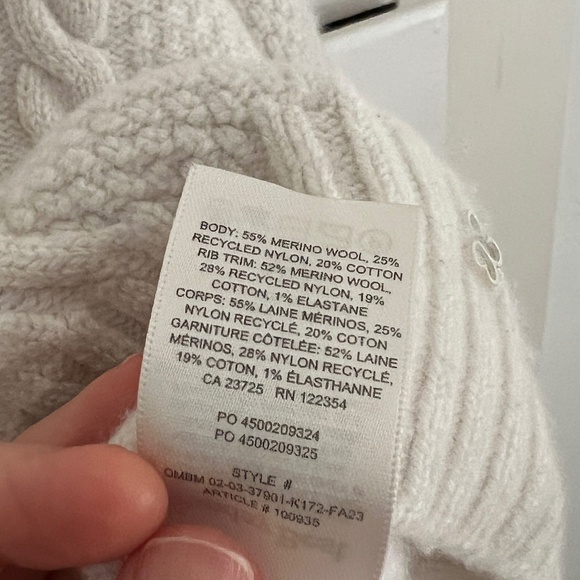 BODY: 55% MERINO WOOL, 25%
RECYCLED NYLON, 20% COTTON
RIB TRIM: 52% MERINO WOOL,
28% RECYCLED NYLON, 19%
COTTON, 1% ELASTANE
CORPS: 55% LAINE MÉRINOS, 25%
NYLON RECYCLÉ, 20% COTON
GARNITURE CÔTELÉE: 52% LAINE
MÉRINOS, 28% NYLON RECYCLÉ,
19% COTON, 1% ÉLASTHANNE
CA 23725 RN 122354
PO 4500209324
PO 4500209325
STYLE #
OMBM 02-03-37901-K172-FA23
ARTICLE # 100935